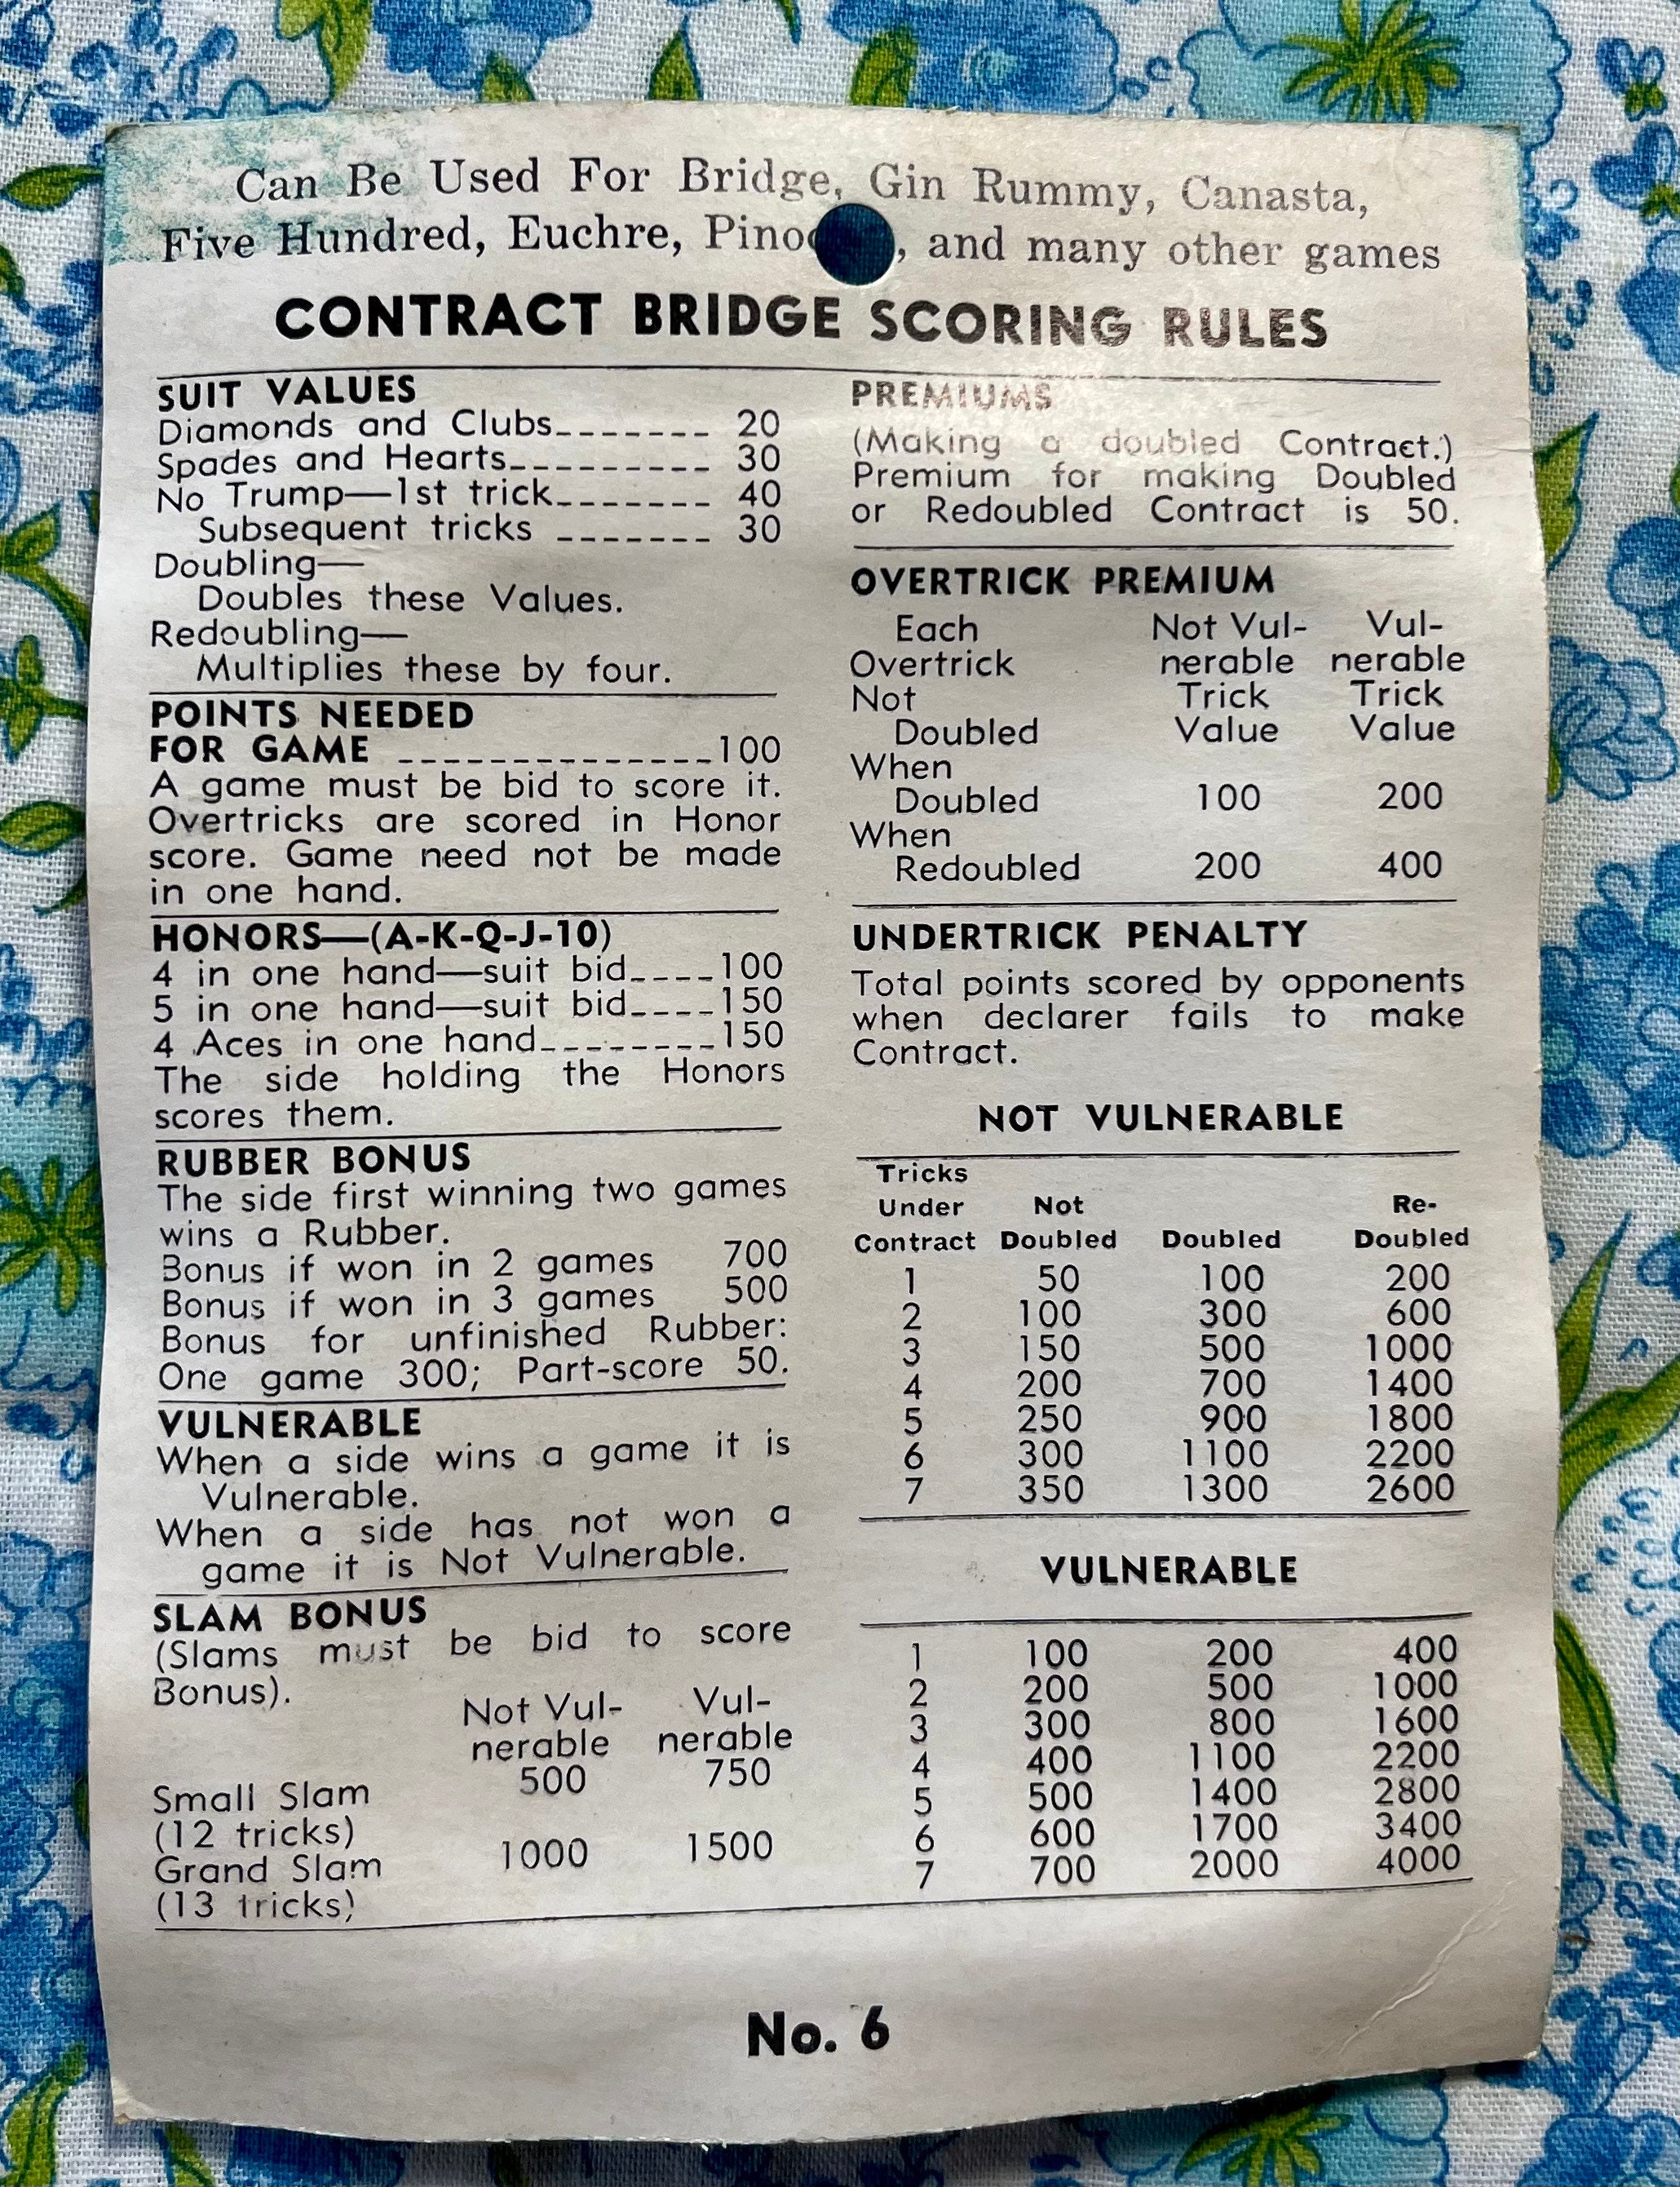 Can Be Used For Bridge, Gin Rummy, Canasta,
Five Hundred, Euchre, and many other games
CONTRACT BRIDGE SCORING RULES
SUIT VALUES
Diamonds and Clubs------- 20
Spades and Hearts--------- 30
No Trump—1st trick------- 40
Subsequent tricks ------- 30
Doubling—
Doubles these Values.
Redoubling—
Multiplies these by four.
POINTS NEEDED
FOR GAME --------------100
A game must be bid to score it.
Overtricks are scored in Honor
score. Game need not be made
in one hand.
HONORS—(A-K-Q-J-10)
4 in one hand—suit bid----100
5 in one hand—suit bid----150
4 Aces in one hand--------150
The side holding the Honors
scores them.
RUBBER BONUS
The side first winning two games
wins a Rubber.
Bonus if won in 2 games 700
Bonus if won in 3 games 500
Bonus for unfinished Rubber:
One game 300; Part-score 50.
VULNERABLE
When a side wins a game it is
Vulnerable.
When a side has not won a
game it is Not Vulnerable.
SLAM BONUS
(Slams must be bid to score
Bonus).
Not Vul- Vul-
nerable nerable
500 750
Small Slam
(12 tricks)
1000 1500
Grand Slam
(13 tricks)
PREMIUMS
(Making a doubled Contract.)
Premium for making Doubled
or Redoubled Contract is 50.
OVERTRICK PREMIUM
Each Not Vul- Vul-
Overtrick nerable nerable
Not Trick Trick
Doubled Value Value
When
Doubled 100 200
When
Redoubled 200 400
UNDERTRICK PENALTY
Total points scored by opponents
when declarer fails to make
Contract.
NOT VULNERABLE
Tricks
Under Not Re-
Contract Doubled Doubled Doubled
1 50 100 200
2 100 300 600
3 150 500 1000
4 200 700 1400
5 250 900 1800
6 300 1100 2200
7 350 1300 2600
VULNERABLE
1 100 200 400
2 200 500 1000
3 300 800 1600
4 400 1100 2200
5 500 1400 2800
6 600 1700 3400
7 700 2000 4000
No. 6